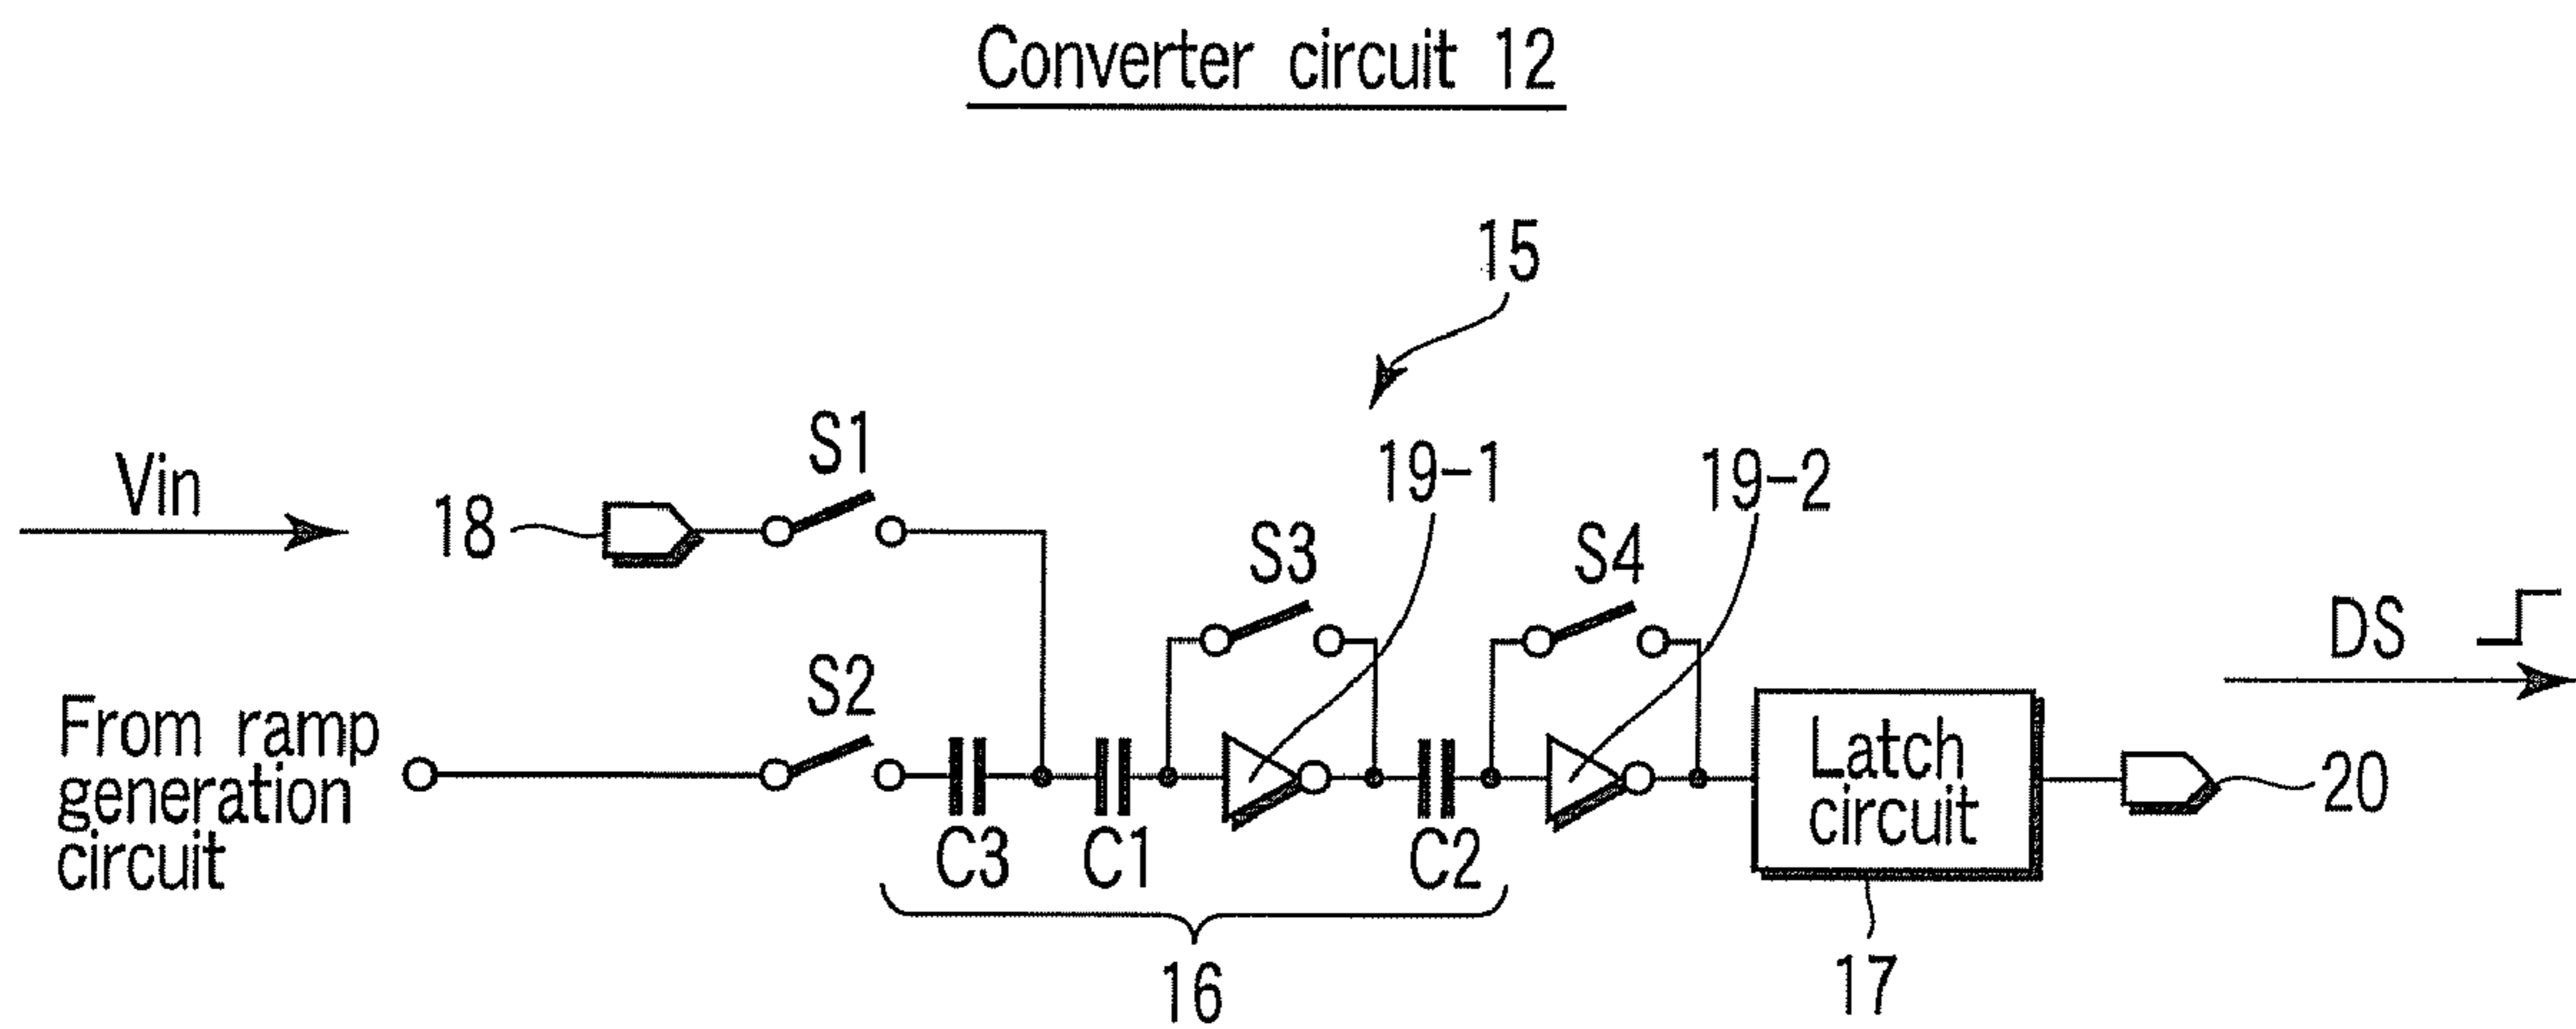 Converter circuit 12
15
Vin
18
S1
19-1
19-2
S3
S4
DS
S2
From ramp
generation
circuit
C3
C1
C2
Latch
circuit
20
16
17